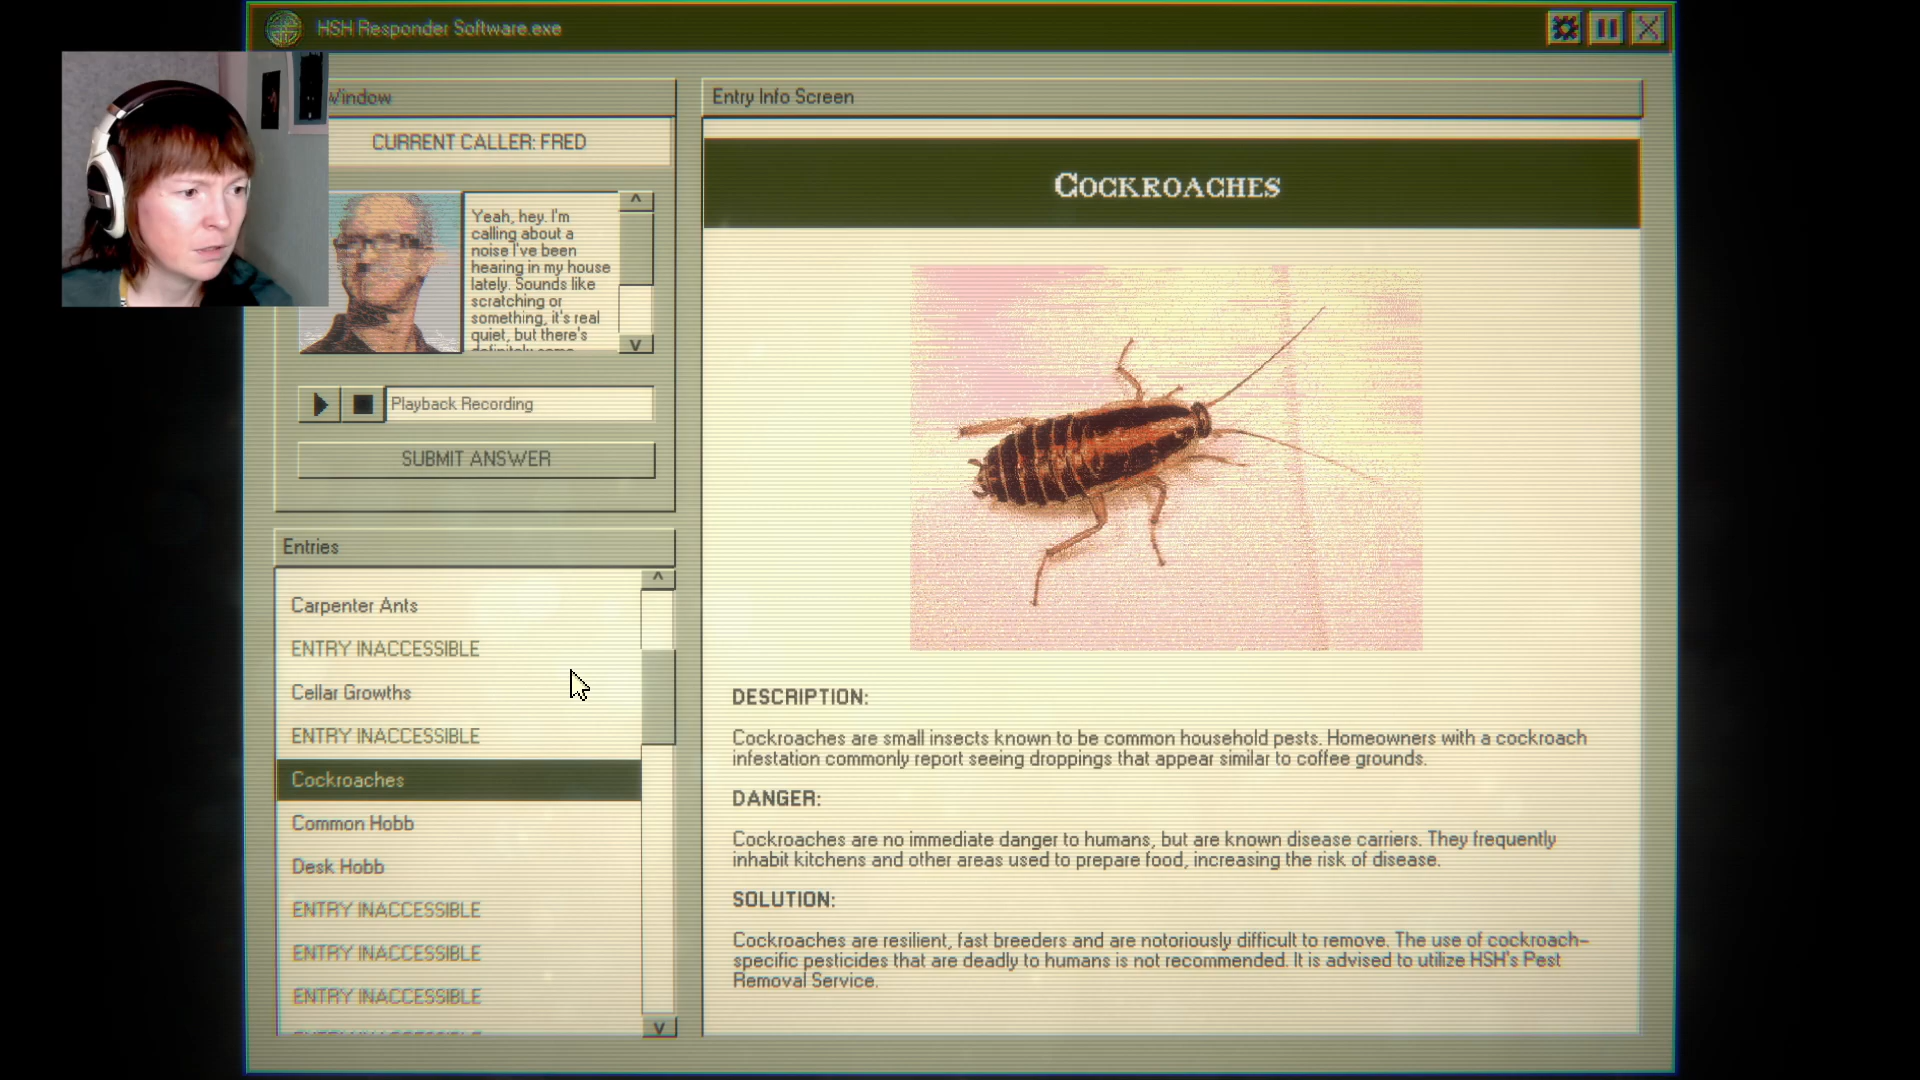 HSH Responder Software.exe
Window
Entry Info Screen
CURRENT CALLER: FRED
COCKROACHES
Yeah, hey. I'm
calling about a
noise I've been
hearing in my house
lately. Sounds like
scratching or
something, it's real
quiet, but there's
definitely some
Playback Recording
SUBMIT ANSWER
Entries
Carpenter Ants
ENTRY INACCESSIBLE
Cellar Growths
ENTRY INACCESSIBLE
Cockroaches
Common Hobb
Desk Hobb
ENTRY INACCESSIBLE
ENTRY INACCESSIBLE
ENTRY INACCESSIBLE
DESCRIPTION:
Cockroaches are small insects known to be common household pests. Homeowners with a cockroach
infestation commonly report seeing droppings that appear similar to coffee grounds.
DANGER:
Cockroaches are no immediate danger to humans, but are known disease carriers. They frequently
inhabit kitchens and other areas used to prepare food, increasing the risk of disease.
SOLUTION:
Cockroaches are resilient, fast breeders and are notoriously difficult to remove. The use of cockroach-
specific pesticides that are deadly to humans is not recommended. It is advised to utilize HSH's Pest
Removal Service.